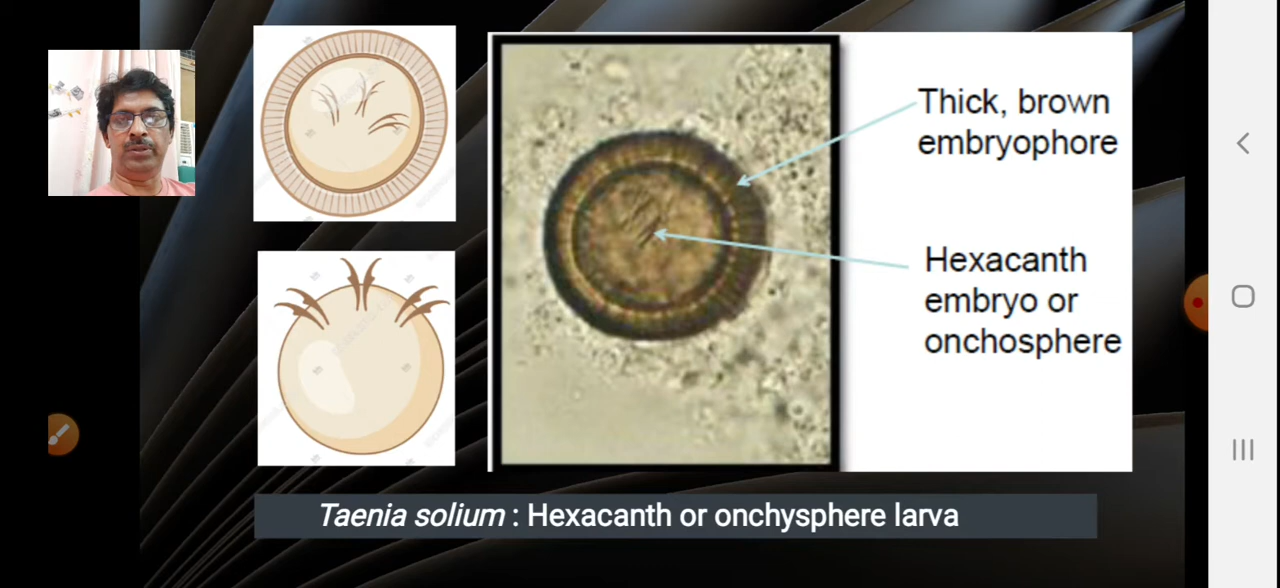 Thick, brown
embryophore
Hexacanth
embryo or
onchosphere
Taenia solium : Hexacanth or onchysphere larva